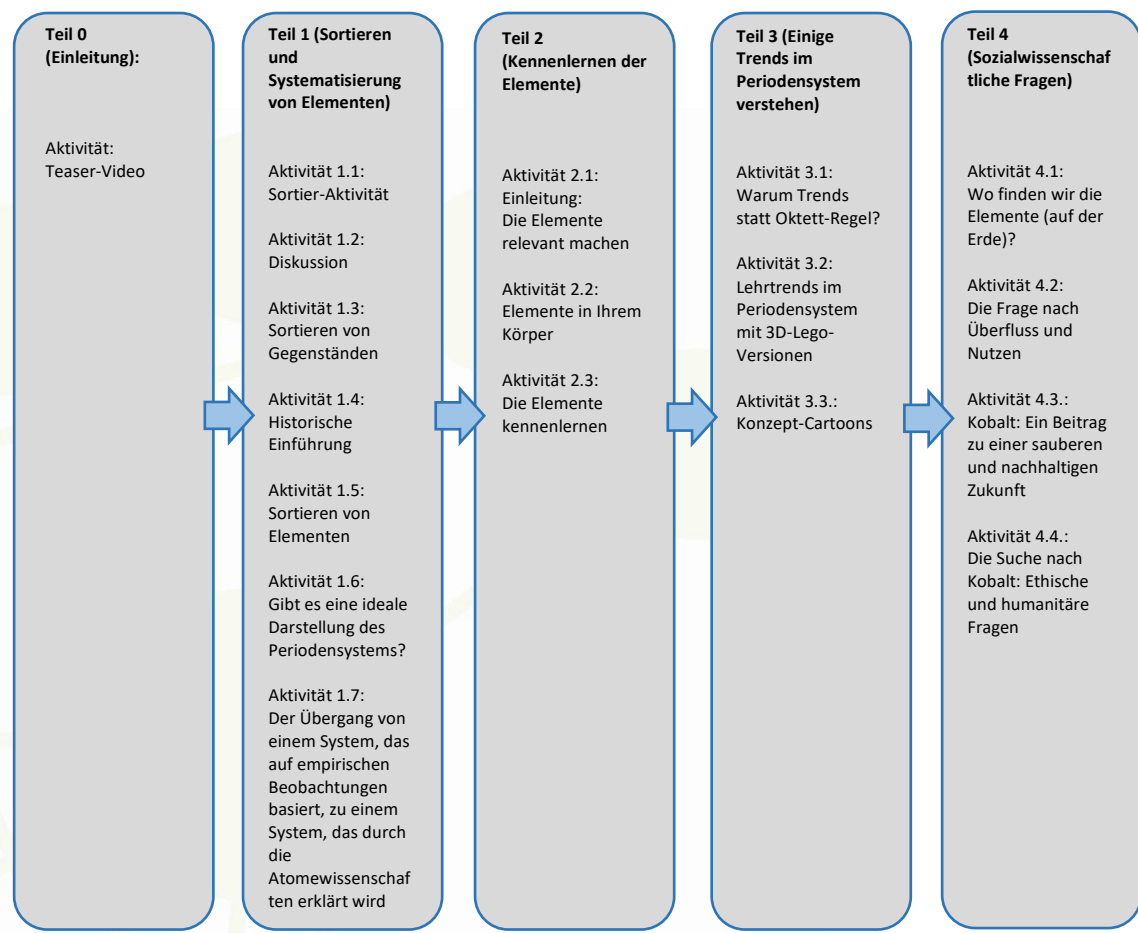 Teil 0
(Einleitung):
Aktivität:
Teaser-Video
Teil 1 (Sortieren
und
Systematisierung
von Elementen)
Aktivität 1.1:
Sortier-Aktivität
Aktivität 1.2:
Diskussion
Aktivität 1.3:
Sortieren von
Gegenständen
Aktivität 1.4:
Historische
Einführung
Aktivität 1.5:
Sortieren von
Elementen
Aktivität 1.6:
Gibt es eine ideale
Darstellung des
Periodensystems?
Aktivität 1.7:
Der Übergang von
einem System, das
auf empirischen
Beobachtungen
basiert, zu einem
System, das durch
die
Atomewissenschaf
ten erklärt wird
Teil 2
(Kennenlernen der
Elemente)
Aktivität 2.1:
Einleitung:
Die Elemente
relevant machen
Aktivität 2.2:
Elemente in Ihrem
Körper
Aktivität 2.3:
Die Elemente
kennenlernen
Teil 3 (Einige
Trends im
Periodensystem
verstehen)
Aktivität 3.1:
Warum Trends
statt Oktett-Regel?
Aktivität 3.2:
Lehrtrends im
Periodensystem
mit 3D-Lego-
Versionen
Aktivität 3.3.:
Konzept-Cartoons
Teil 4
(Sozialwissenschaf
tliche Fragen)
Aktivität 4.1:
Wo finden wir die
Elemente (auf der
Erde)?
Aktivität 4.2:
Die Frage nach
Überfluss und
Nutzen
Aktivität 4.3.:
Kobalt: Ein Beitrag
zu einer sauberen
und nachhaltigen
Zukunft
Aktivität 4.4.:
Die Suche nach
Kobalt: Ethische
und humanitäre
Fragen